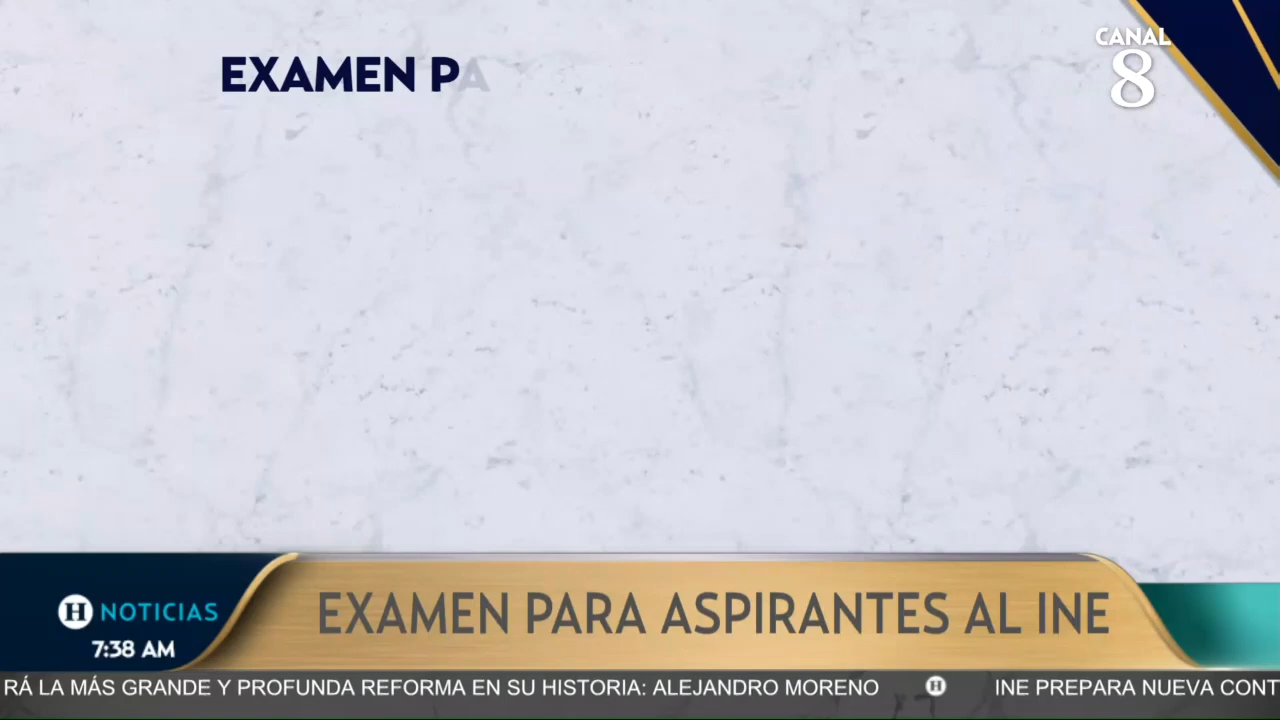 CANAL
8
EXAMEN PA
EXAMEN PARA ASPIRANTES AL INE
H NOTICIAS
7:38 AM
RÁ LA MÁS GRANDE Y PROFUNDA REFORMA EN SU HISTORIA: ALEJANDRO MORENO H INE PREPARA NUEVA CONT